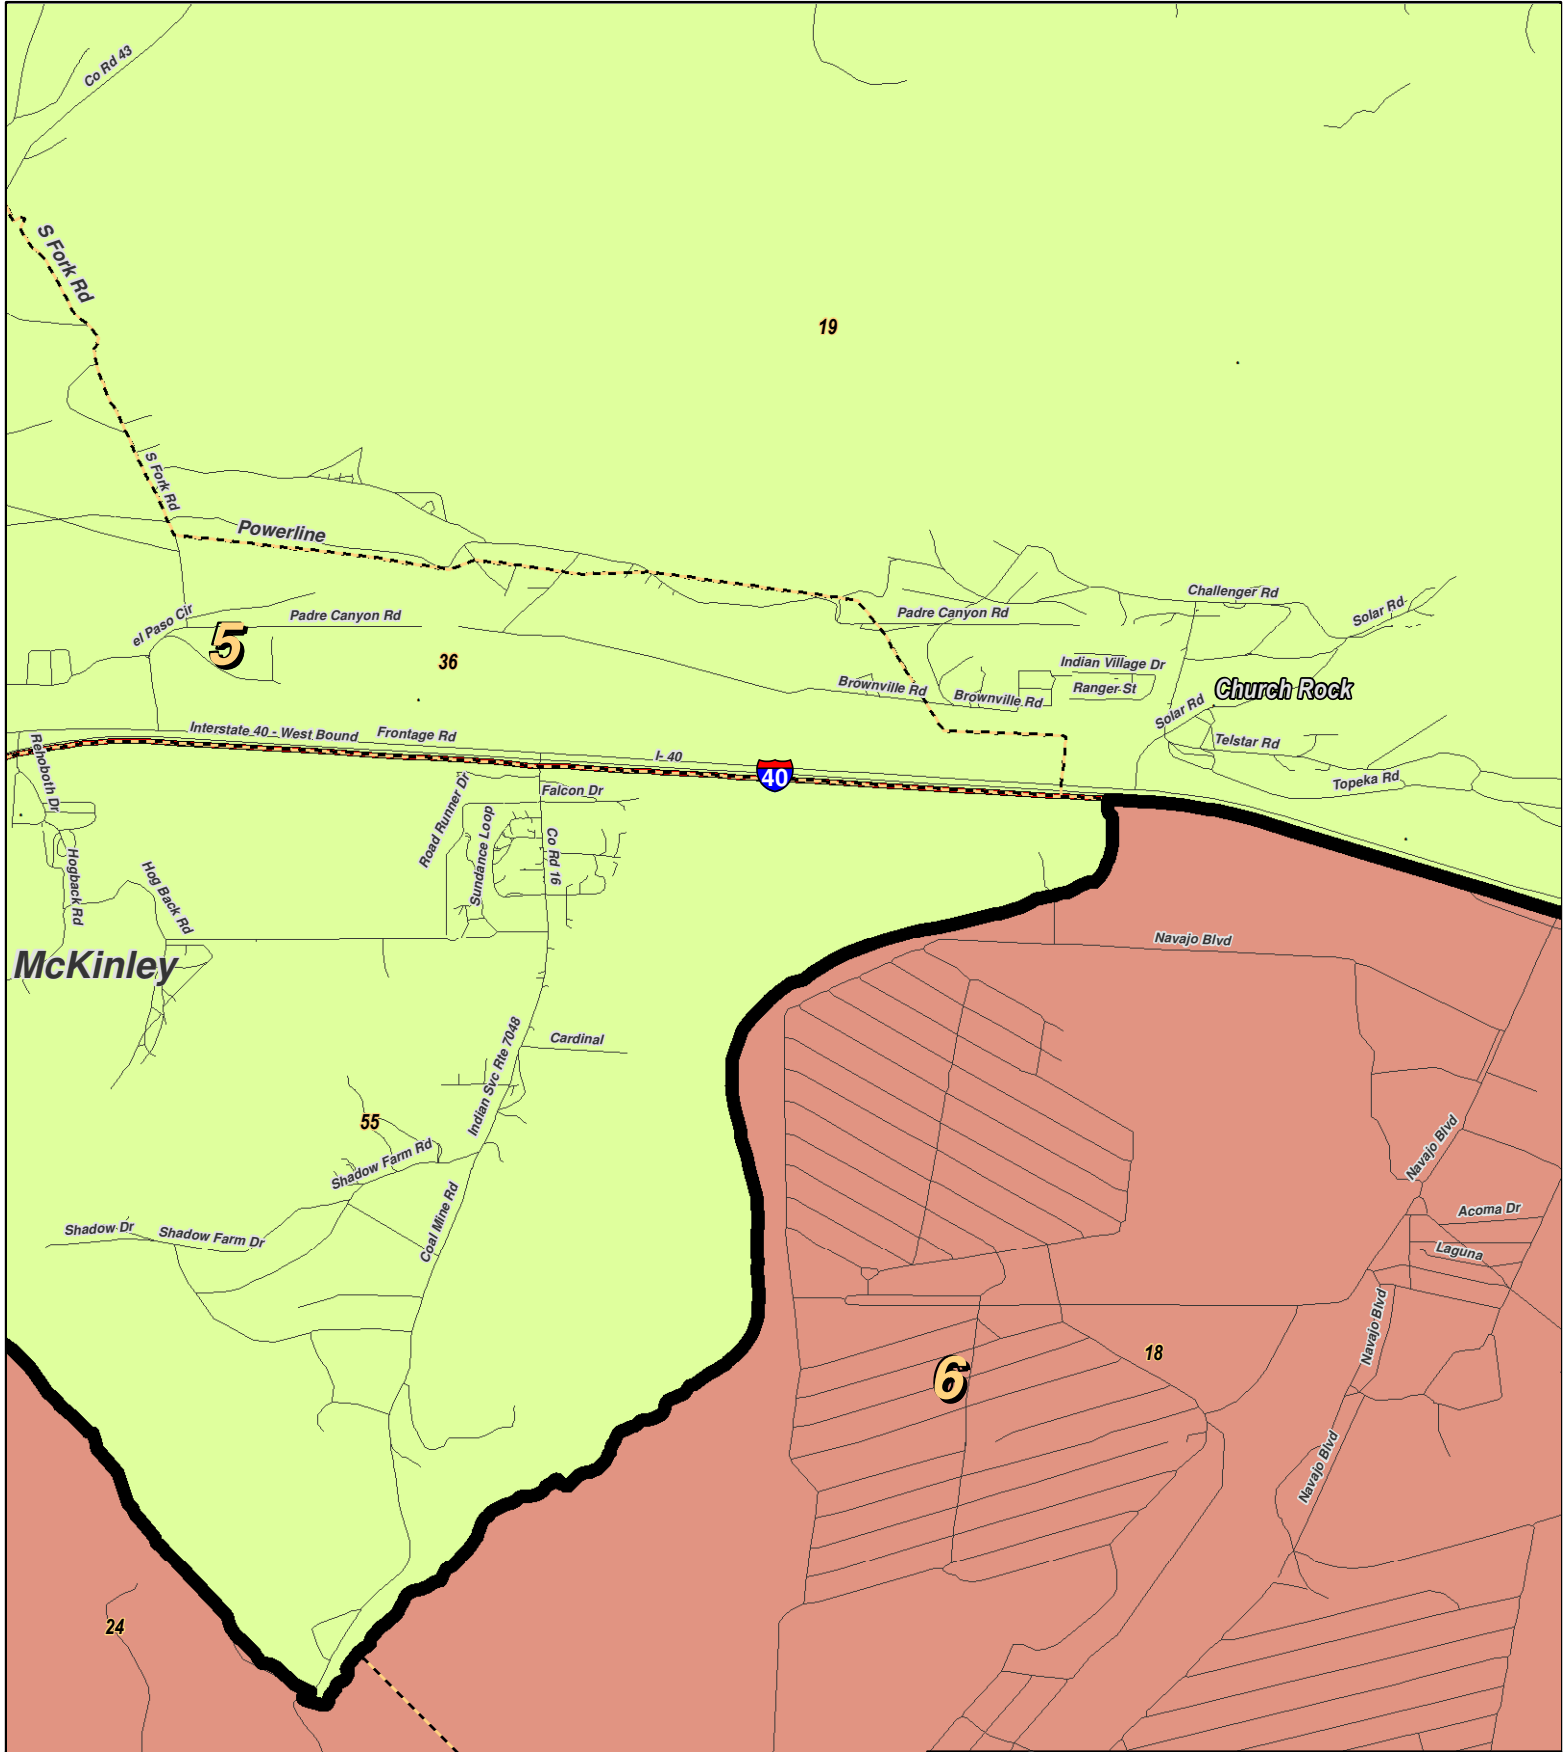 Co Rd 43
S Fork Rd
19
S Fork Rd
Powerline
Challenger Rd
Solar Rd
el Paso Cir
Padre Canyon Rd
Padre Canyon Rd
5
36
Indian Village Dr
Ranger St
Church Rock
Brownville Rd
Brownville Rd
Solar Rd
Telstar Rd
Interstate 40 - West Bound
Frontage Rd
I- 40
40
Topeka Rd
Rehoboth Dr
Road Runner Dr
Falcon Dr
Sundance Loop
Co Rd 16
Hogback Rd
Hog Back Rd
McKinley
Navajo Blvd
Indian Svc Rte 7048
Cardinal
55
Shadow Farm Rd
Navajo Blvd
Coal Mine Rd
Shadow Dr
Shadow Farm Dr
Acoma Dr
Laguna
Navajo Blvd
18
6
Navajo Blvd
24